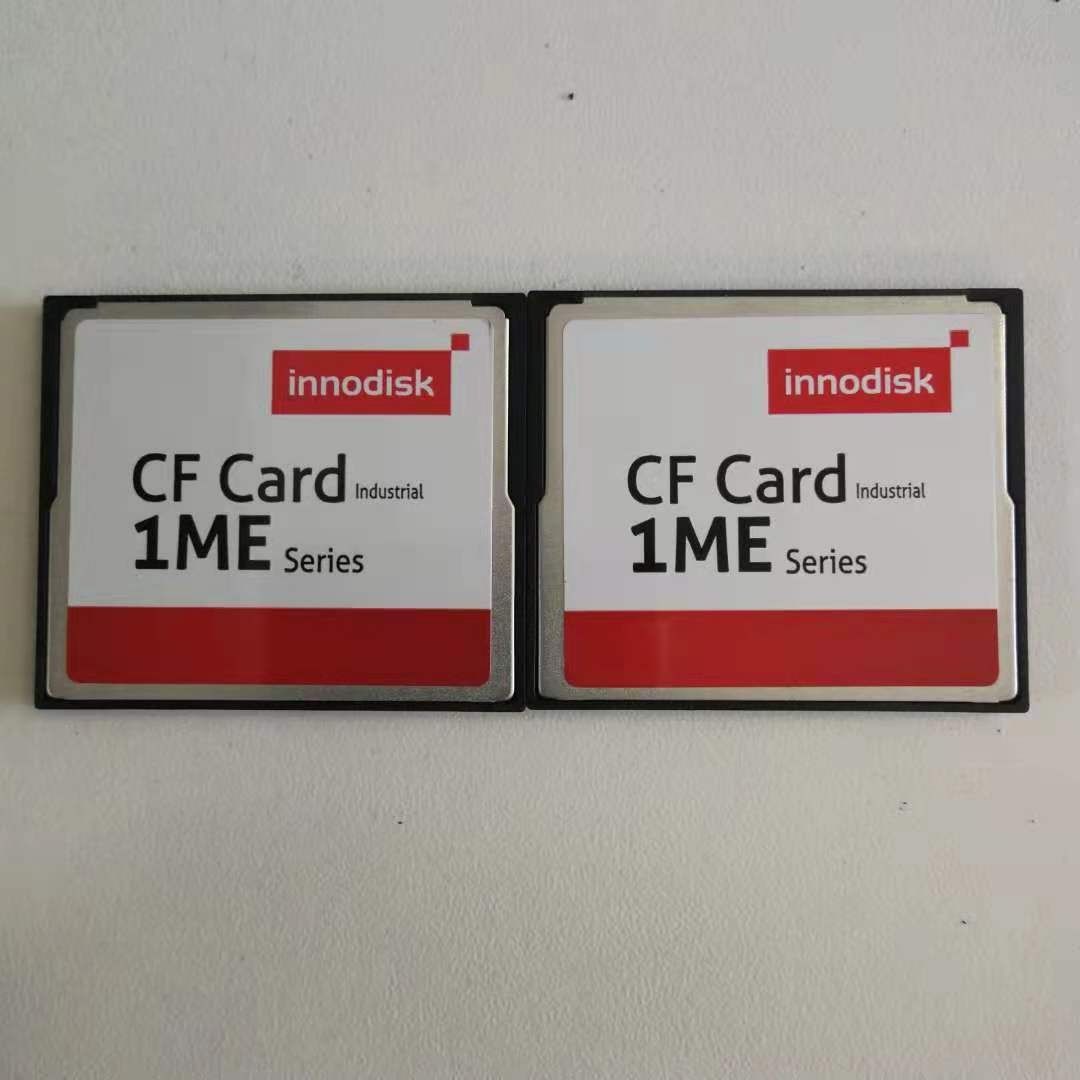 innodisk
CF Card Industrial
1ME Series
innodisk
CF Card Industrial
1ME Series